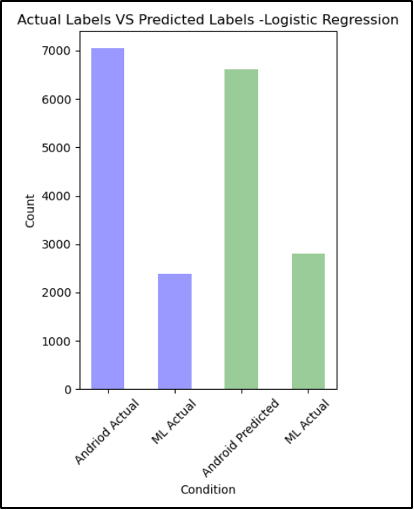 Actual Labels VS Predicted Labels -Logistic Regression
7000
6000
5000
4000
3000
2000
1000
0
Count
Andriod Actual
ML Actual
Android Predicted
ML Actual
Condition